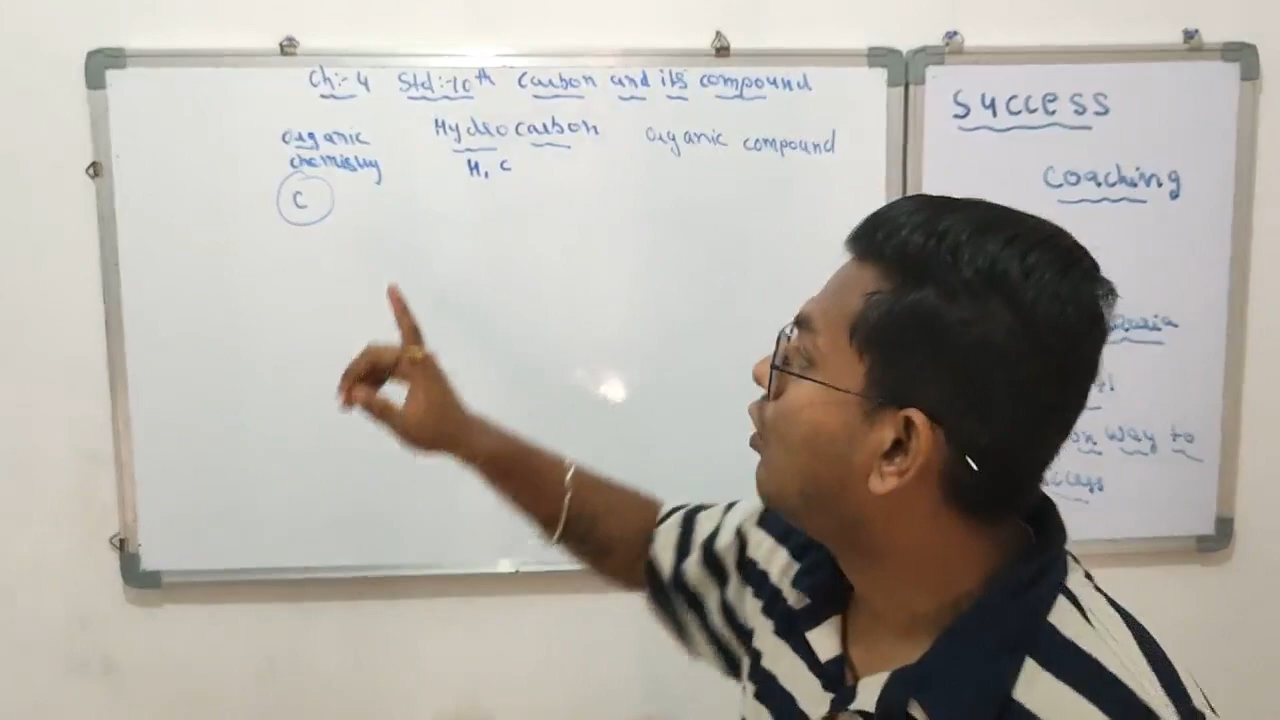 Ch:- 4 Std:-10th Carbon and its compound
organic chemistry
C
Hydrocarbon
H, C
organic compound
Success
Coaching
way to